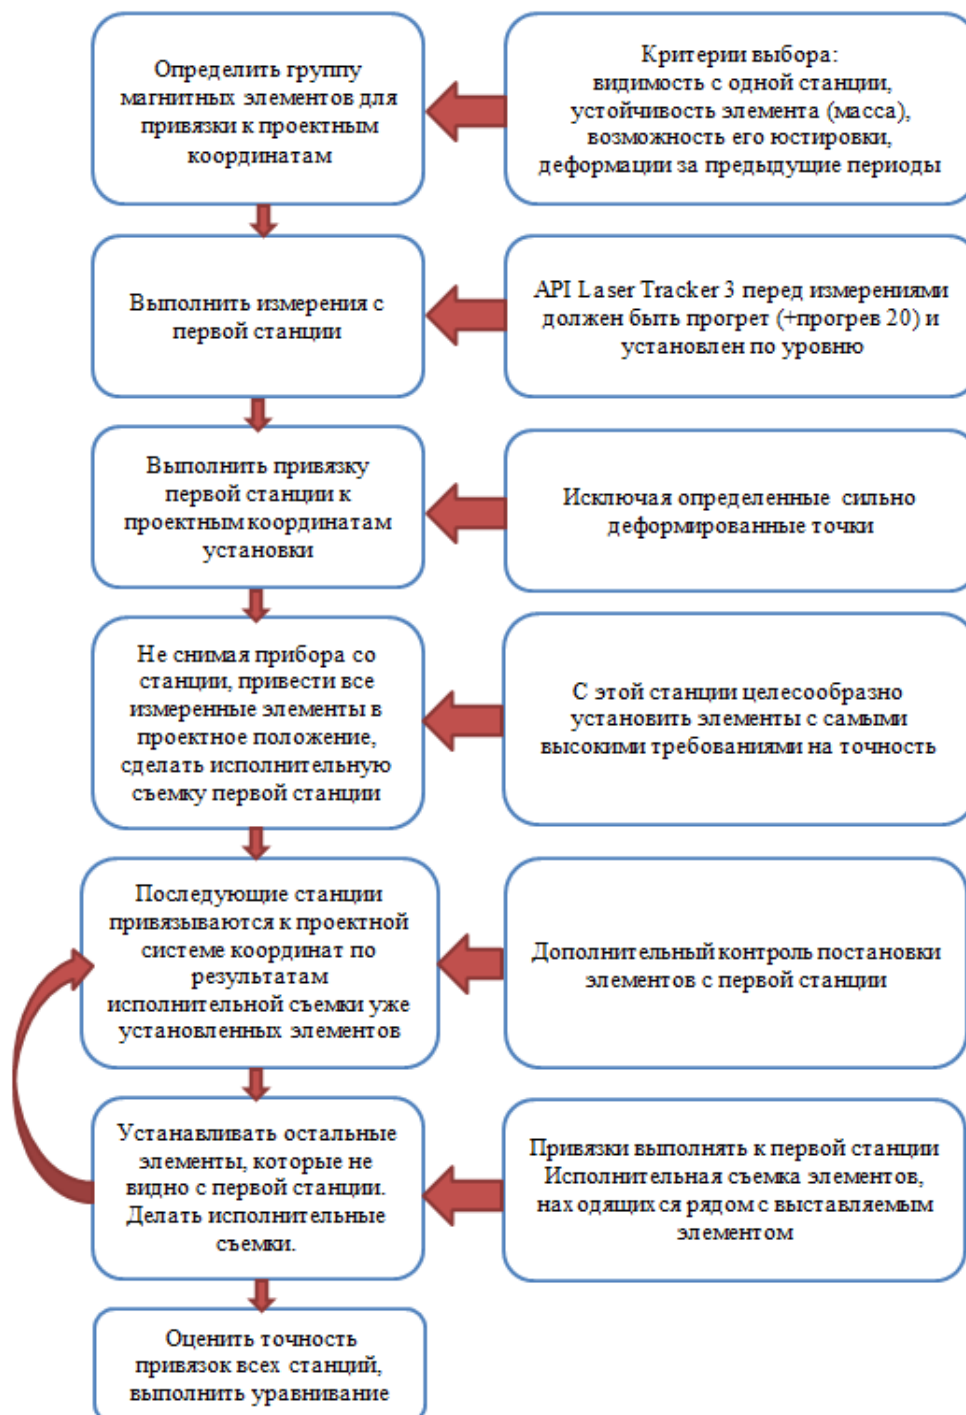 Определить группу
магнитных элементов для
привязки к проектным
координатам
Критерии выбора:
видимость с одной станции,
устойчивость элемента (масса),
возможность его юстировки,
деформации за предыдущие периоды
Выполнить измерения с
первой станции
API Laser Tracker 3 перед измерениями
должен быть прогрет (+прогрев 20) и
установлен по уровню
Выполнить привязку
первой станции к
проектным координатам
установки
Исключая определенные сильно
деформированные точки
Не снимая прибора со
станции, привести все
измеренные элементы в
проектное положение,
сделать исполнительную
съемку первой станции
С этой станции целесообразно
установить элементы с самыми
высокими требованиями на точность
Последующие станции
привязываются к проектной
системе координат по
результатам
исполнительной съемки уже
установленных элементов
Дополнительный контроль постановки
элементов с первой станции
Устанавливать остальные
элементы, которые не
видно с первой станции.
Делать исполнительные
съемки.
Привязки выполнять к первой станции
Исполнительная съемка элементов,
находящихся рядом с выставляемым
элементом
Оценить точность
привязок всех станций,
выполнить уравнивание